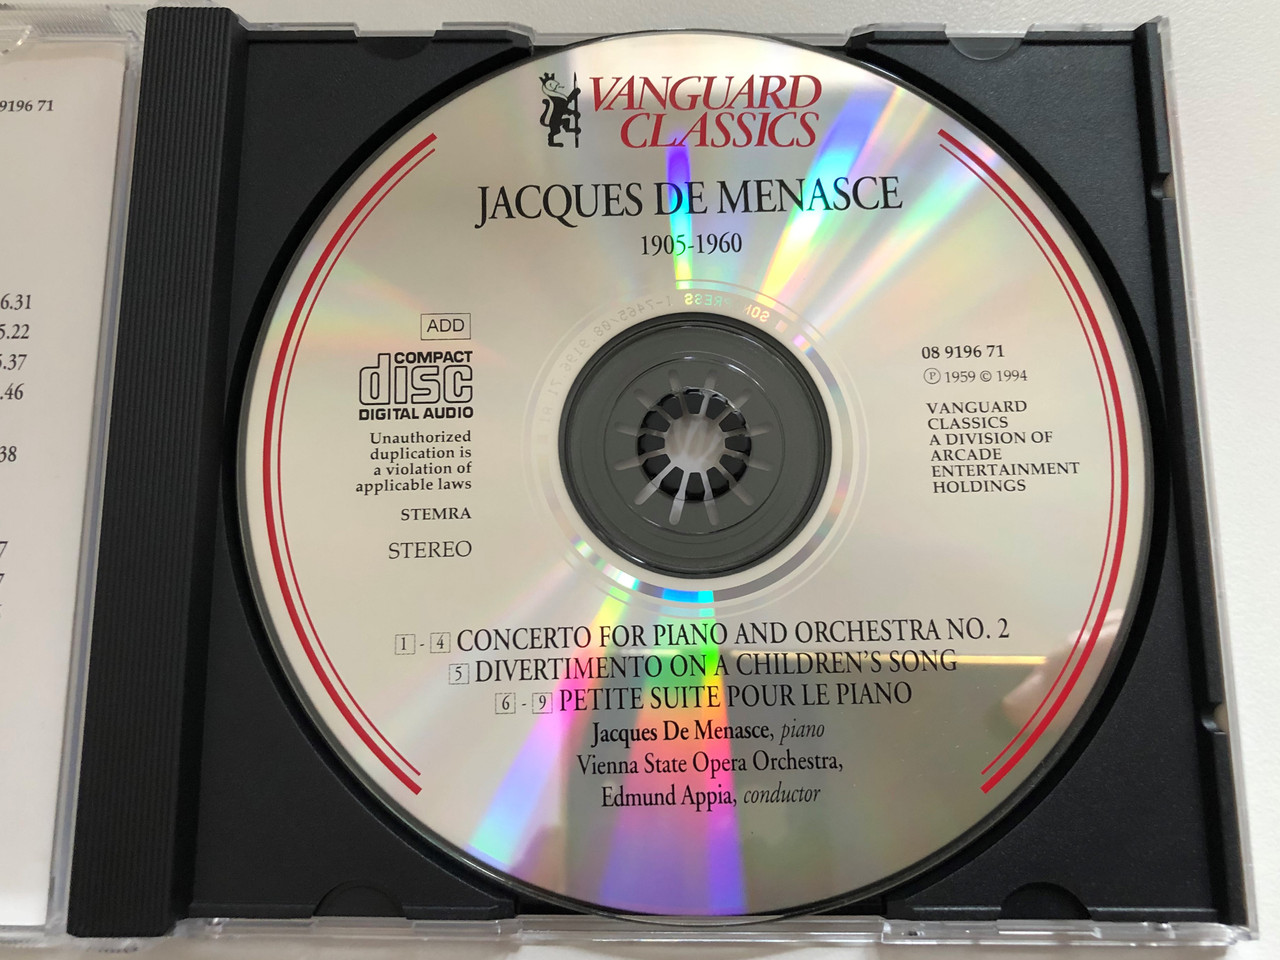 9196 71
6.31
5.22
5.37
.46
38
7
7
VANGUARD
CLASSICS
JACQUES DE MENASCE
1905-1960
ADD
COMPACT
disc
DIGITAL AUDIO
Unauthorized
duplication is
a violation of
applicable laws
STEMRA
STEREO
08 9196 71
Ⓟ 1959 © 1994
VANGUARD
CLASSICS
A DIVISION OF
ARCADE
ENTERTAINMENT
HOLDINGS
1 - 4 CONCERTO FOR PIANO AND ORCHESTRA NO. 2
5 DIVERTIMENTO ON A CHILDREN'S SONG
6 - 9 PETITE SUITE POUR LE PIANO
Jacques De Menasce, piano
Vienna State Opera Orchestra,
Edmund Appia, conductor